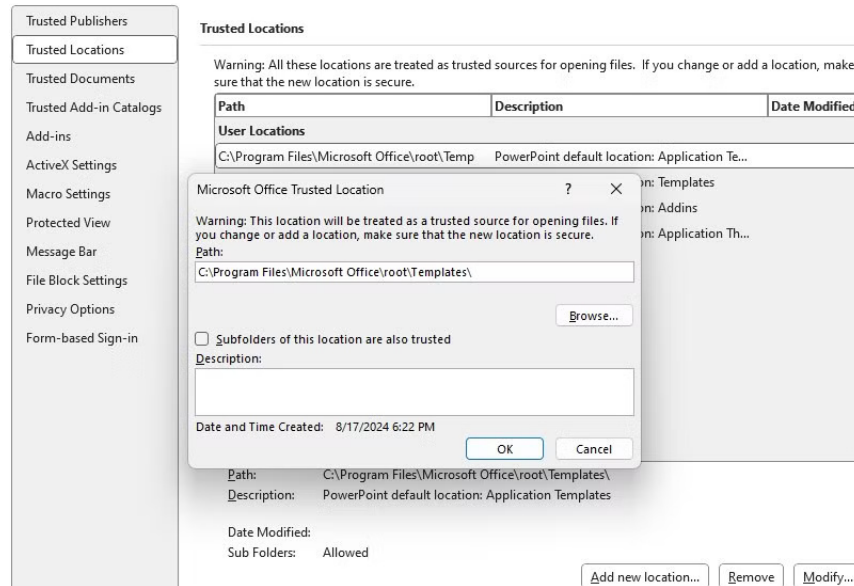 Trusted Publishers
Trusted Locations
Trusted Documents
Trusted Add-in Catalogs
Add-ins
ActiveX Settings
Macro Settings
Protected View
Message Bar
File Block Settings
Privacy Options
Form-based Sign-in
Trusted Locations
Warning: All these locations are treated as trusted sources for opening files. If you change or add a location, make
sure that the new location is secure.
Path Description Date Modified
User Locations
C:\Program Files\Microsoft Office\root\Temp PowerPoint default location: Application Te...
on: Templates
on: Addins
on: Application Th...
Microsoft Office Trusted Location ?
Warning: This location will be treated as a trusted source for opening files. If
you change or add a location, make sure that the new location is secure.
Path:
C:\Program Files\Microsoft Office\root\Templates\
Browse...
Subfolders of this location are also trusted
Description:
Date and Time Created: 8/17/2024 6:22 PM
OK Cancel
Path: C:\Program Files\Microsoft Office\root\Templates\
Description: PowerPoint default location: Application Templates
Date Modified:
Sub Folders: Allowed
Add new location... Remove Modify...